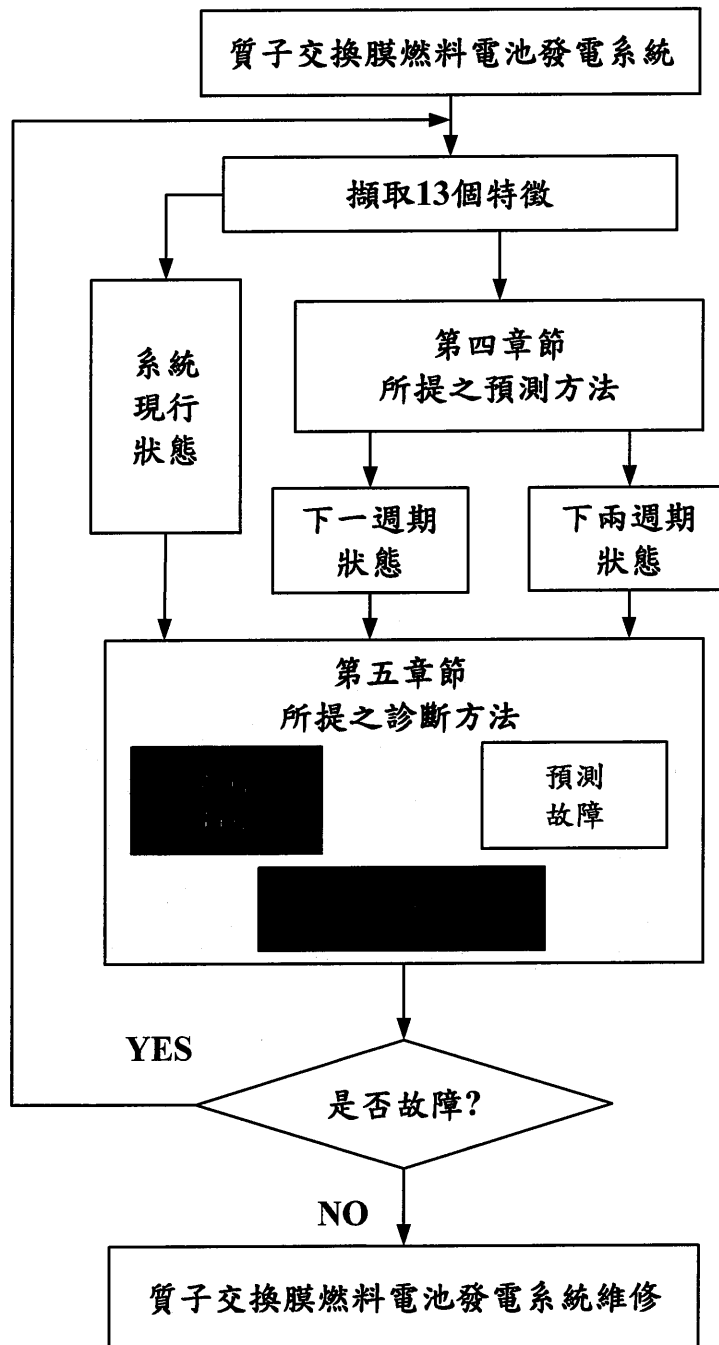 質子交換膜燃料電池發電系統
擷取13個特徵
系統
現行
狀態
第四章節
所提之預測方法
下一週期
狀態
下兩週期
狀態
第五章節
所提之診斷方法
預測
故障
YES
是否故障?
NO
質子交換膜燃料電池發電系統維修